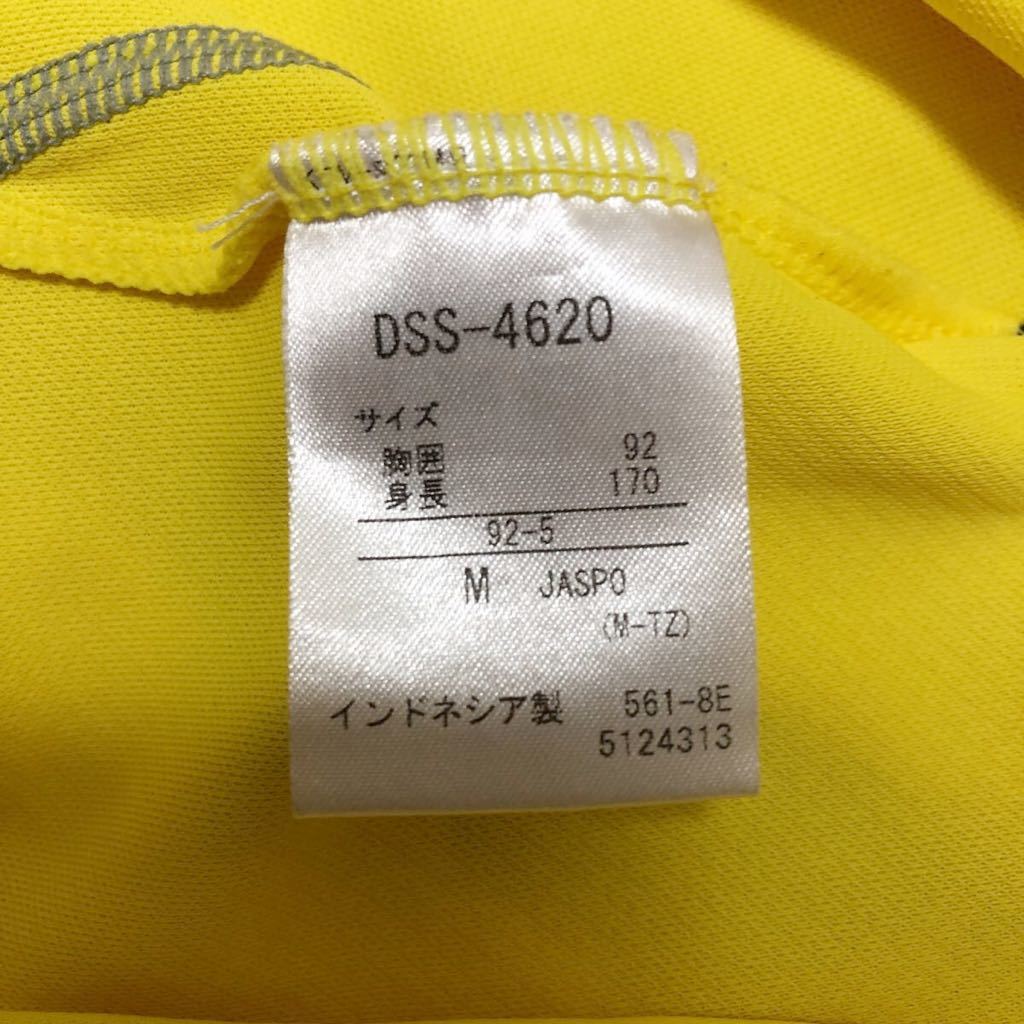 DSS-4620
サイズ
胸囲 92
身長 170
92-5
M JASPO
(M-TZ)
インドネシア製 561-8E
5124313